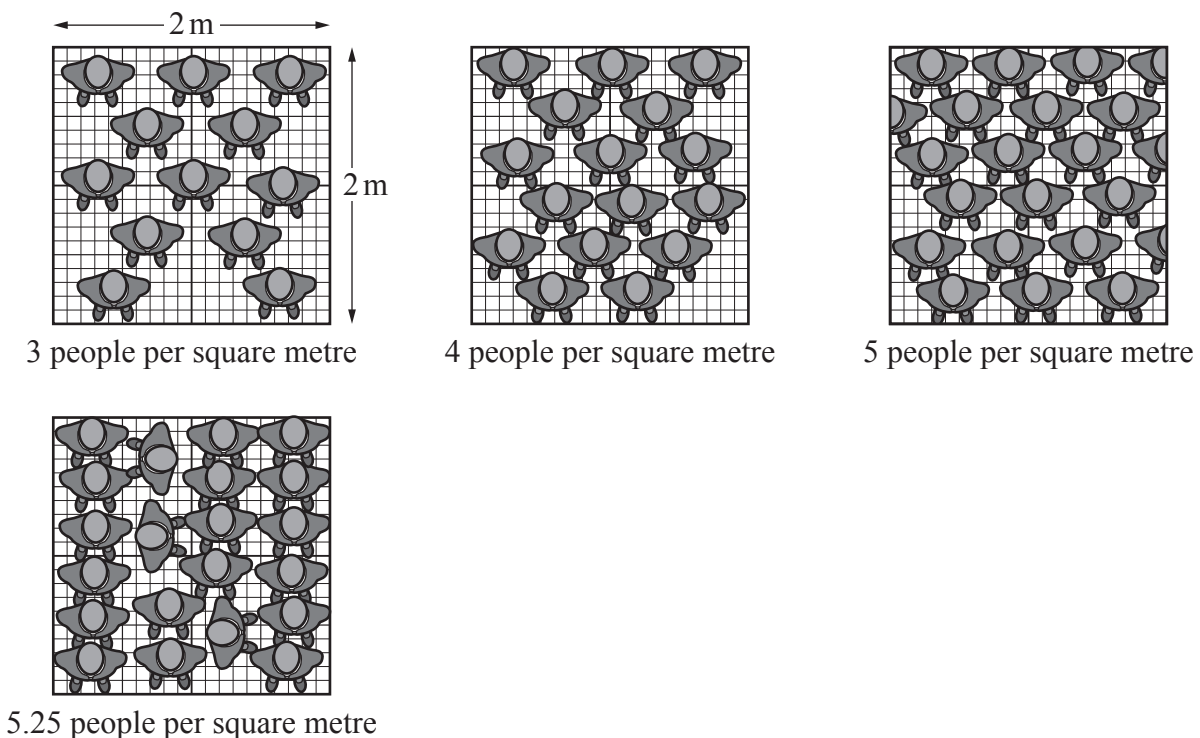 2 m
2 m
3 people per square metre
4 people per square metre
5 people per square metre
5.25 people per square metre